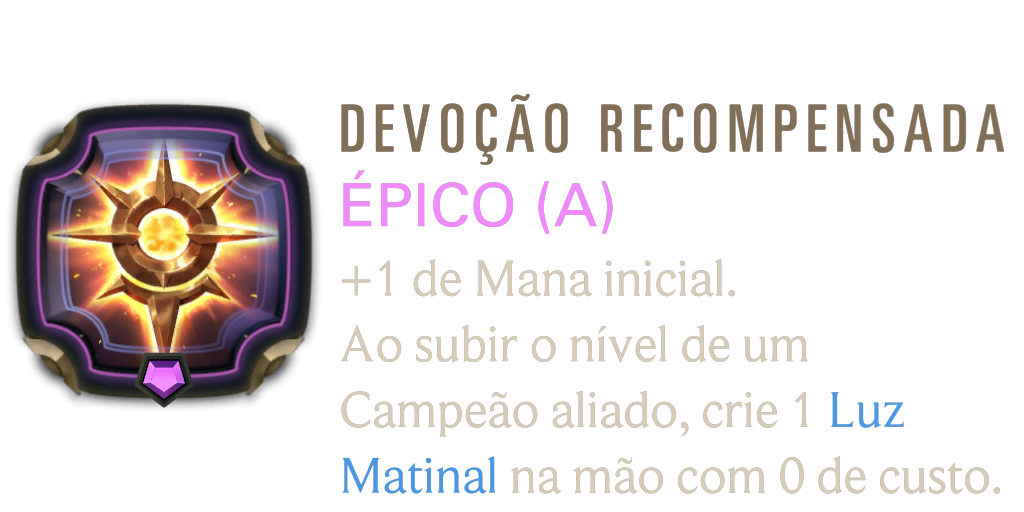 DEVOÇÃO RECOMPENSADA
ÉPICO (A)
+1 de Mana inicial.
Ao subir o nível de um
Campeão aliado, crie 1 Luz
Matinal na mão com 0 de custo.